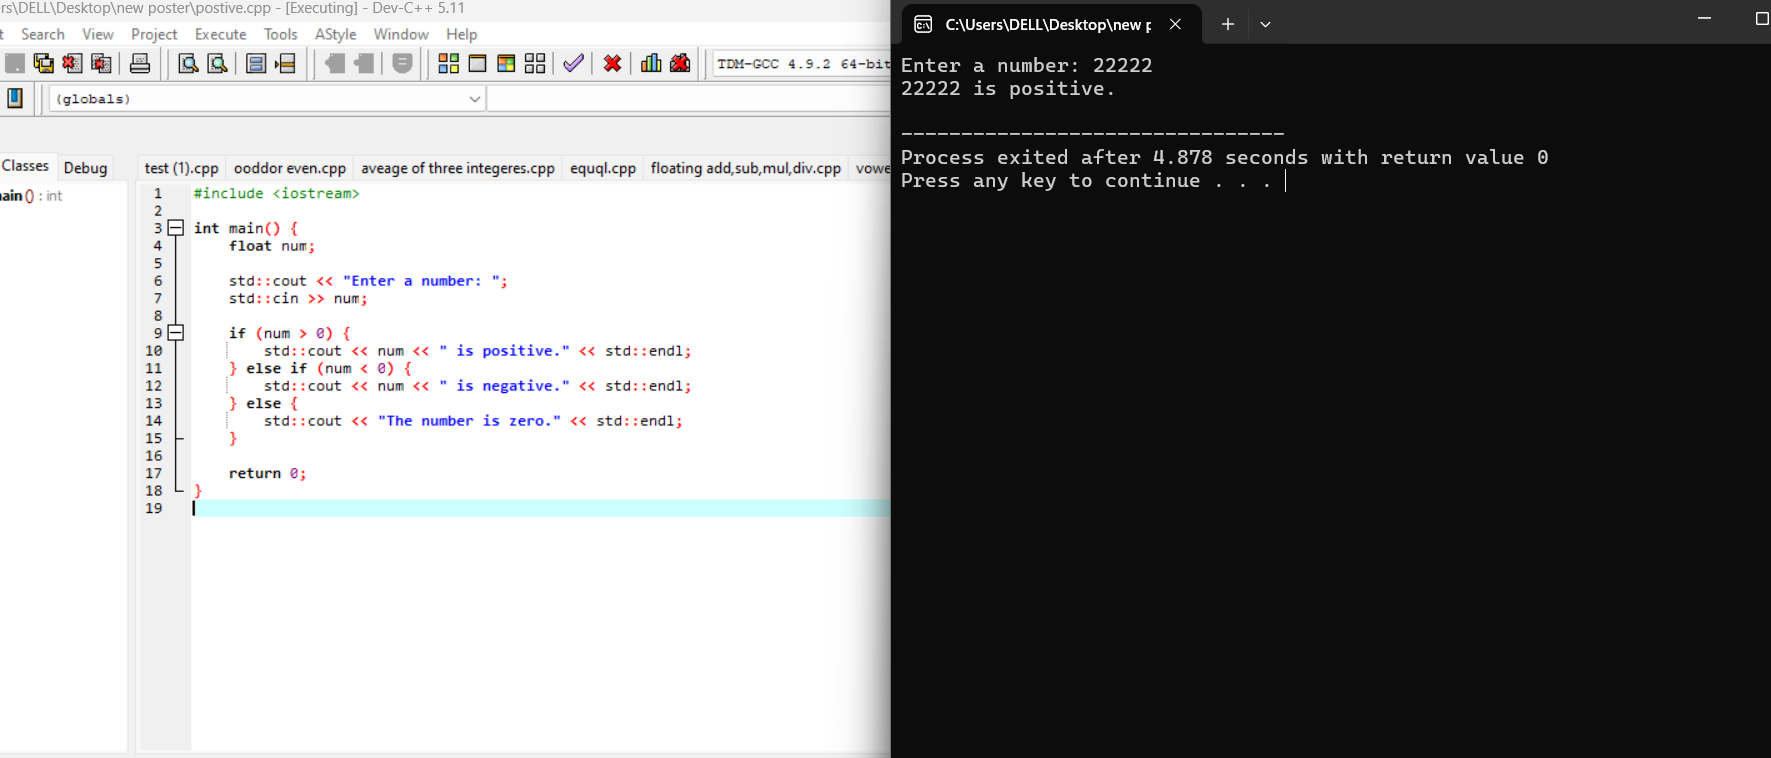 rs\DELL\Desktop\new poster\postive.cpp - [Executing] - Dev-C++ 5.11
t Search View Project Execute Tools AStyle Window Help
TDM-GCC 4.9.2 64-bit
(globals)
Classes Debug
ain () : int
test (1).cpp ooddor even.cpp aveage of three integeres.cpp equql.cpp floating add,sub,mul,div.cpp vowe
1 #include <iostream>
2
3 int main() {
4 float num;
5
6 std::cout << "Enter a number: ";
7 std::cin >> num;
8
9 if (num > 0) {
10 std::cout << num << " is positive." << std::endl;
11 } else if (num < 0) {
12 std::cout << num << " is negative." << std::endl;
13 } else {
14 std::cout << "The number is zero." << std::endl;
15 }
16
17 return 0;
18 }
19
C:\Users\DELL\Desktop\new p
Enter a number: 22222
22222 is positive.
--------------------------------
Process exited after 4.878 seconds with return value 0
Press any key to continue . . .